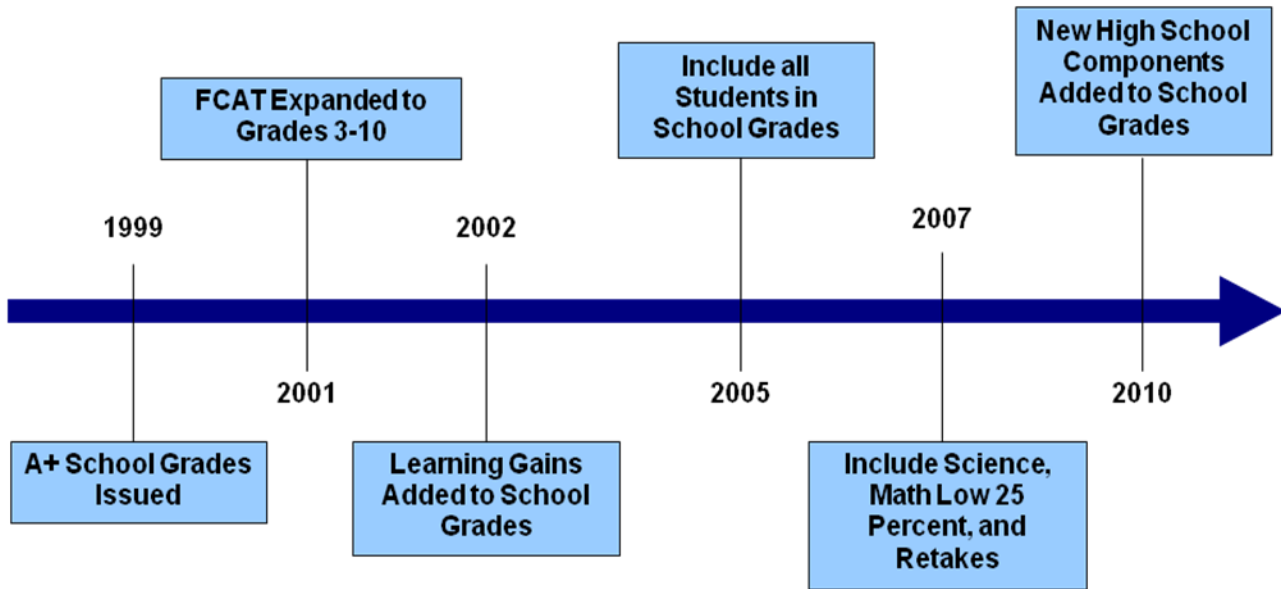 New High School
Components
Added to School
Grades
Include all
Students in
School Grades
FCAT Expanded to
Grades 3-10
1999
2002
2007
2001
2005
2010
A+ School Grades
Issued
Learning Gains
Added to School
Grades
Include Science,
Math Low 25
Percent, and
Retakes